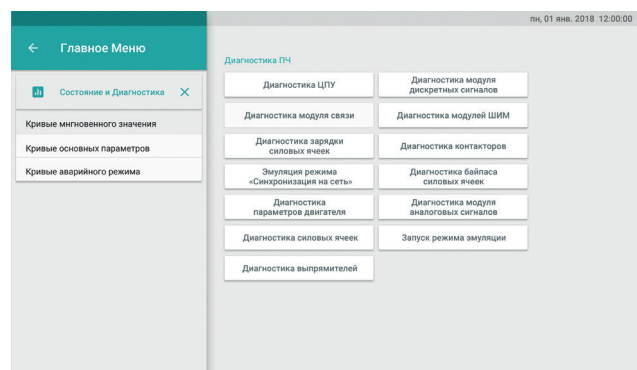 пн, 01 янв. 2018 12:00:00
Главное Меню
Состояние и Диагностика
Кривые мнгновенного значения
Кривые основных параметров
Кривые аварийного режима
Диагностика ПЧ
Диагностика ЦПУ
Диагностика модуля
дискретных сигналов
Диагностика модуля связи
Диагностика модулей ШИМ
Диагностика зарядки
силовых ячеек
Диагностика контакторов
Эмуляция режима
«Синхронизация на сеть»
Диагностика байпаса
силовых ячеек
Диагностика
параметров двигателя
Диагностика модуля
аналоговых сигналов
Диагностика силовых ячеек
Запуск режима эмуляции
Диагностика выпрямителей